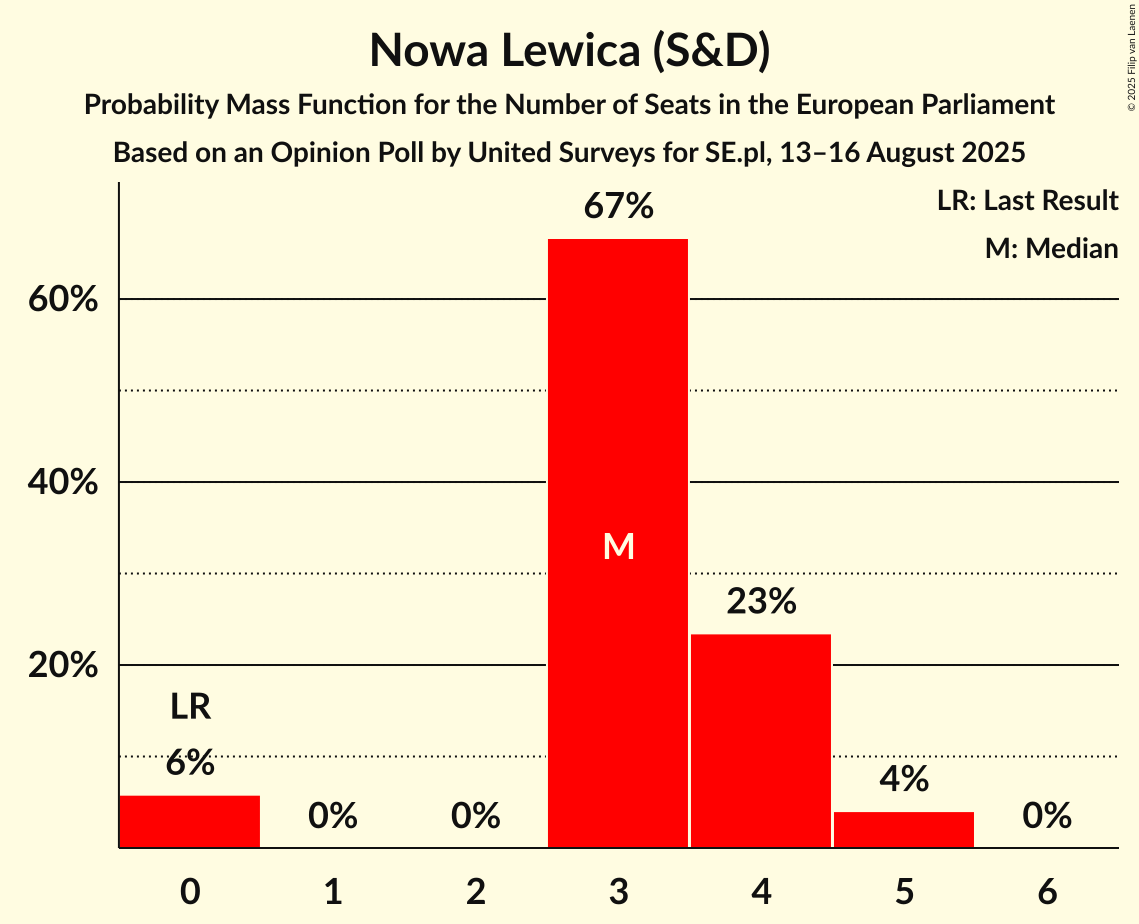 Nowa Lewica (S&D)
Probability Mass Function for the Number of Seats in the European Parliament
Based on an Opinion Poll by United Surveys for SE.pl, 13–16 August 2025
© 2025 Filip van Laenen
LR: Last Result
M: Median
67%
60%
M
40%
23%
20%
LR
6%
0%
0%
4%
0%
0 1 2 3 4 5 6